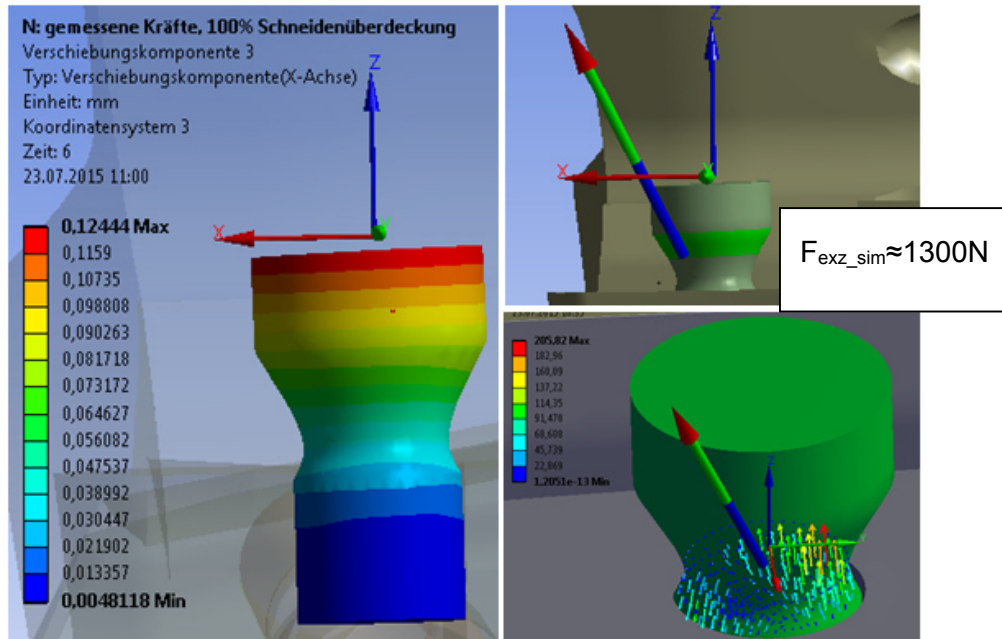 N: gemessene Kräfte, 100% Schneidenüberdeckung
Verschiebungskomponente 3
Typ: Verschiebungskomponente(X-Achse)
Einheit: mm
Koordinatensystem 3
Zeit: 6
23.07.2015 11:00
0,12444 Max
0,1159
0,10735
0,098808
0,090263
0,081718
0,073172
0,064627
0,056082
0,047537
0,038992
0,030447
0,021902
0,013357
0,0048118 Min
Z
X
Z
X
Y
F_exz_sim≈1300N
205,82 Max
182,96
160,09
137,22
114,35
91,478
68,608
45,739
22,869
1,2051e-13 Min
Z